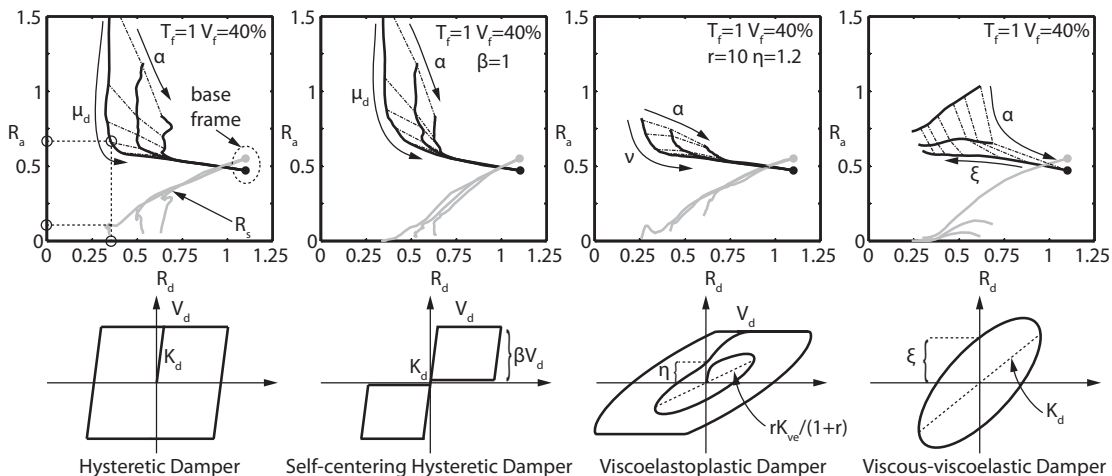 1.5
1
R_a
0.5
0
T_f=1 V_f=40%
α
μ_d
base
frame
R_s
0 0.25 0.5 0.75 1 1.25
R_d
1.5
1
R_a
0.5
0
T_f=1 V_f=40%
β=1
α
μ_d
0 0.25 0.5 0.75 1 1.25
R_d
1.5
1
R_a
0.5
0
T_f=1 V_f=40%
r=10 η=1.2
α
ν
0 0.25 0.5 0.75 1 1.25
R_d
1.5
1
R_a
0.5
0
T_f=1 V_f=40%
α
ξ
0 0.25 0.5 0.75 1 1.25
R_d
V_d
K_d
Hysteretic Damper
V_d
K_d
βV_d
Self-centering Hysteretic Damper
V_d
η
rK_ve/(1+r)
Viscoelastoplastic Damper
ξ
K_d
Viscous-viscoelastic Damper